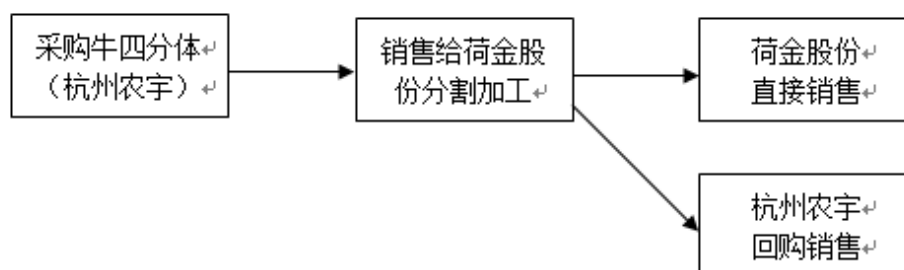 采购牛四分体
（杭州农宇）
销售给荷金股
份分割加工
荷金股份
直接销售
杭州农宇
回购销售